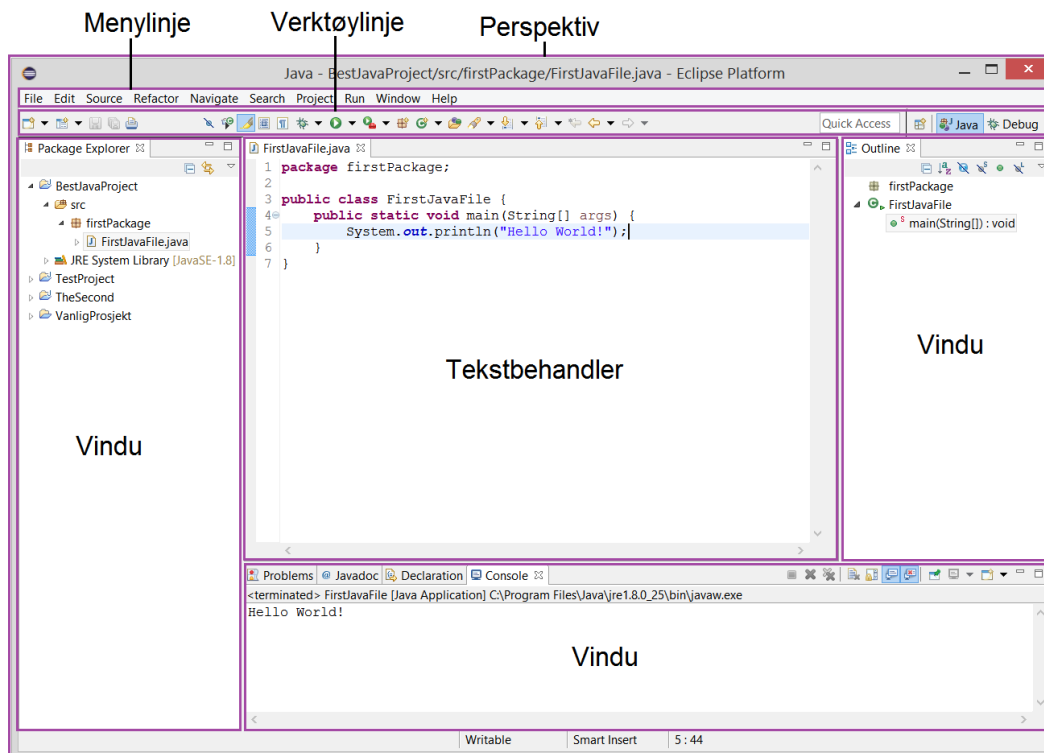 Menylinje
Verktøylinje
Perspektiv
Java - BestJavaProject/src/firstPackage/FirstJavaFile.java - Eclipse Platform
File Edit Source Refactor Navigate Search Project Run Window Help
Quick Access
Java
Debug
Package Explorer
BestJavaProject
src
firstPackage
FirstJavaFile.java
JRE System Library [JavaSE-1.8]
TestProject
TheSecond
VanligProsjekt
Vindu
FirstJavaFile.java
1 package firstPackage;
2
3 public class FirstJavaFile {
4 public static void main(String[] args) {
5 System.out.println("Hello World!");
6 }
7 }
Tekstbehandler
Outline
firstPackage
FirstJavaFile
main(String[]) : void
Vindu
Problems @ Javadoc Declaration Console
<terminated> FirstJavaFile [Java Application] C:\Program Files\Java\jre1.8.0_25\bin\javaw.exe
Hello World!
Vindu
Writable Smart Insert 5 : 44